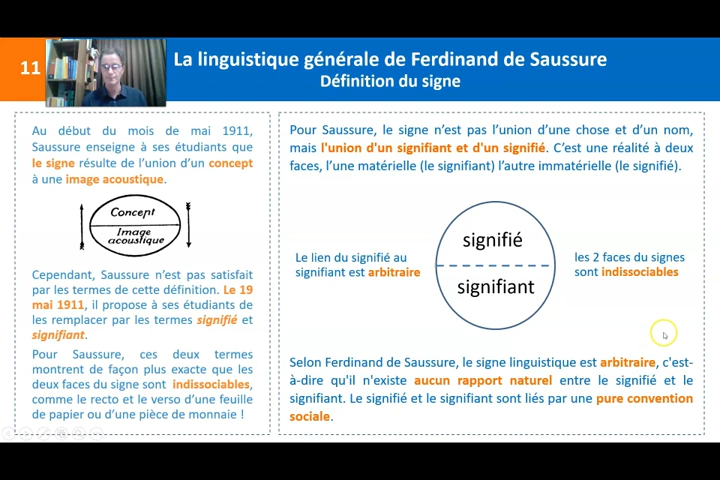 11
La linguistique générale de Ferdinand de Saussure
Définition du signe
Au début du mois de mai 1911,
Saussure enseigne à ses étudiants que
le signe résulte de l'union d'un concept
à une image acoustique.
Concept
Image
acoustique
Cependant, Saussure n'est pas satisfait
par les termes de cette définition. Le 19
mai 1911, il propose à ses étudiants de
les remplacer par les termes signifié et
signifiant.
Pour Saussure, ces deux termes
montrent de façon plus exacte que les
deux faces du signe sont indissociables,
comme le recto et le verso d'une feuille
de papier ou d'une pièce de monnaie !
Pour Saussure, le signe n'est pas l'union d'une chose et d'un nom,
mais l'union d'un signifiant et d'un signifié. C'est une réalité à deux
faces, l'une matérielle (le signifiant) l'autre immatérielle (le signifié).
Le lien du signifié au
signifiant est arbitraire
signifié
signifiant
les 2 faces du signes
sont indissociables
Selon Ferdinand de Saussure, le signe linguistique est arbitraire, c'est-
à-dire qu'il n'existe aucun rapport naturel entre le signifié et le
signifiant. Le signifié et le signifiant sont liés par une pure convention
sociale.